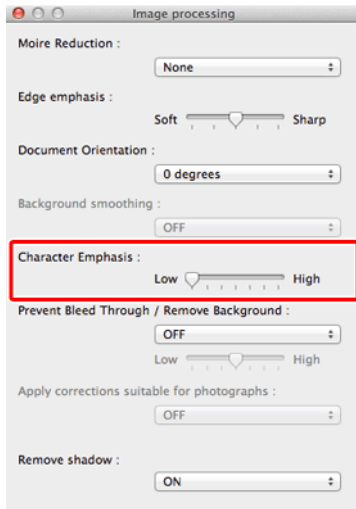 Image processing
Moire Reduction :
None
Edge emphasis :
Soft Sharp
Document Orientation :
0 degrees
Background smoothing :
OFF
Character Emphasis :
Low High
Prevent Bleed Through / Remove Background :
OFF
Low High
Apply corrections suitable for photographs :
OFF
Remove shadow :
ON